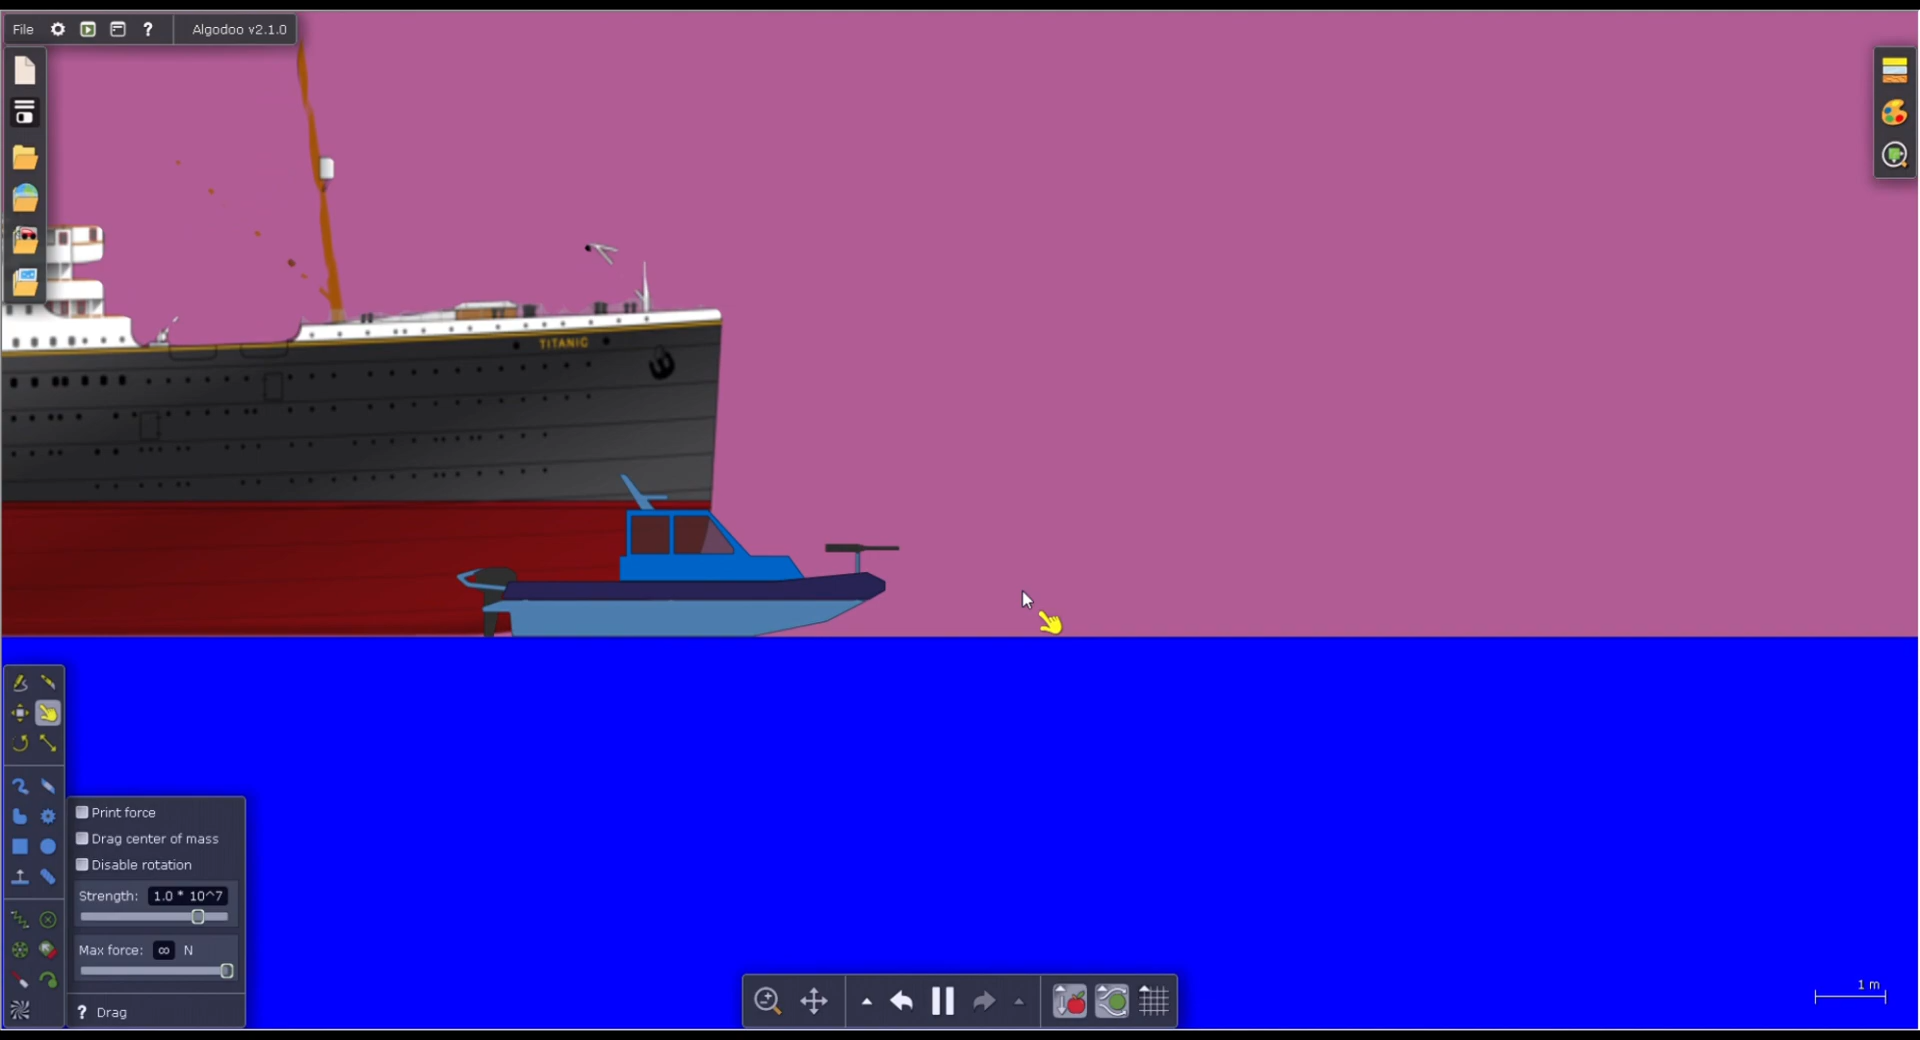 File ? Algodoo v2.1.0
TITANIC
Print force
Drag center of mass
Disable rotation
Strength: 1.0 * 10^7
Max force: ∞ N
? Drag
1 m